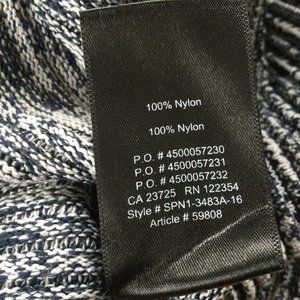 100% Nylon
100% Nylon
P.O. # 4500057230
P.O. # 4500057231
P.O. # 4500057232
CA 23725 RN 122354
Style # SPN1-3483A-16
Article # 59808